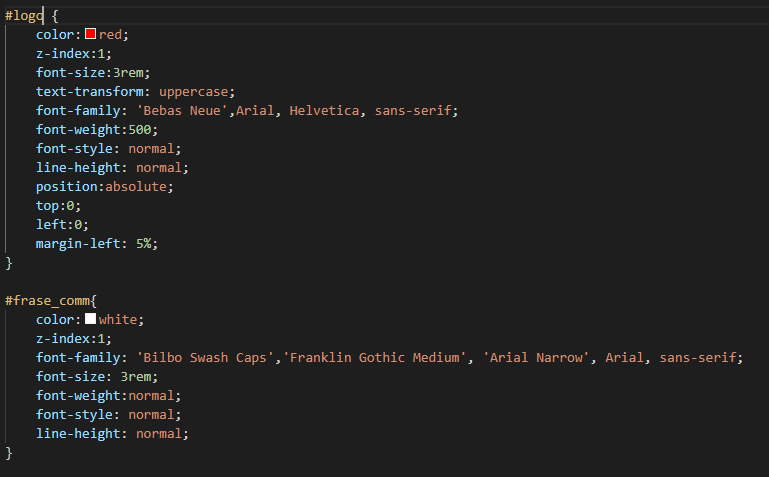 #logo {
    color:red;
    z-index:1;
    font-size:3rem;
    text-transform: uppercase;
    font-family: 'Bebas Neue',Arial, Helvetica, sans-serif;
    font-weight:500;
    font-style: normal;
    line-height: normal;
    position:absolute;
    top:0;
    left:0;
    margin-left: 5%;
}

#frase_comm{
    color:white;
    z-index:1;
    font-family: 'Bilbo Swash Caps','Franklin Gothic Medium', 'Arial Narrow', Arial, sans-serif;
    font-size: 3rem;
    font-weight:normal;
    font-style: normal;
    line-height: normal;
}